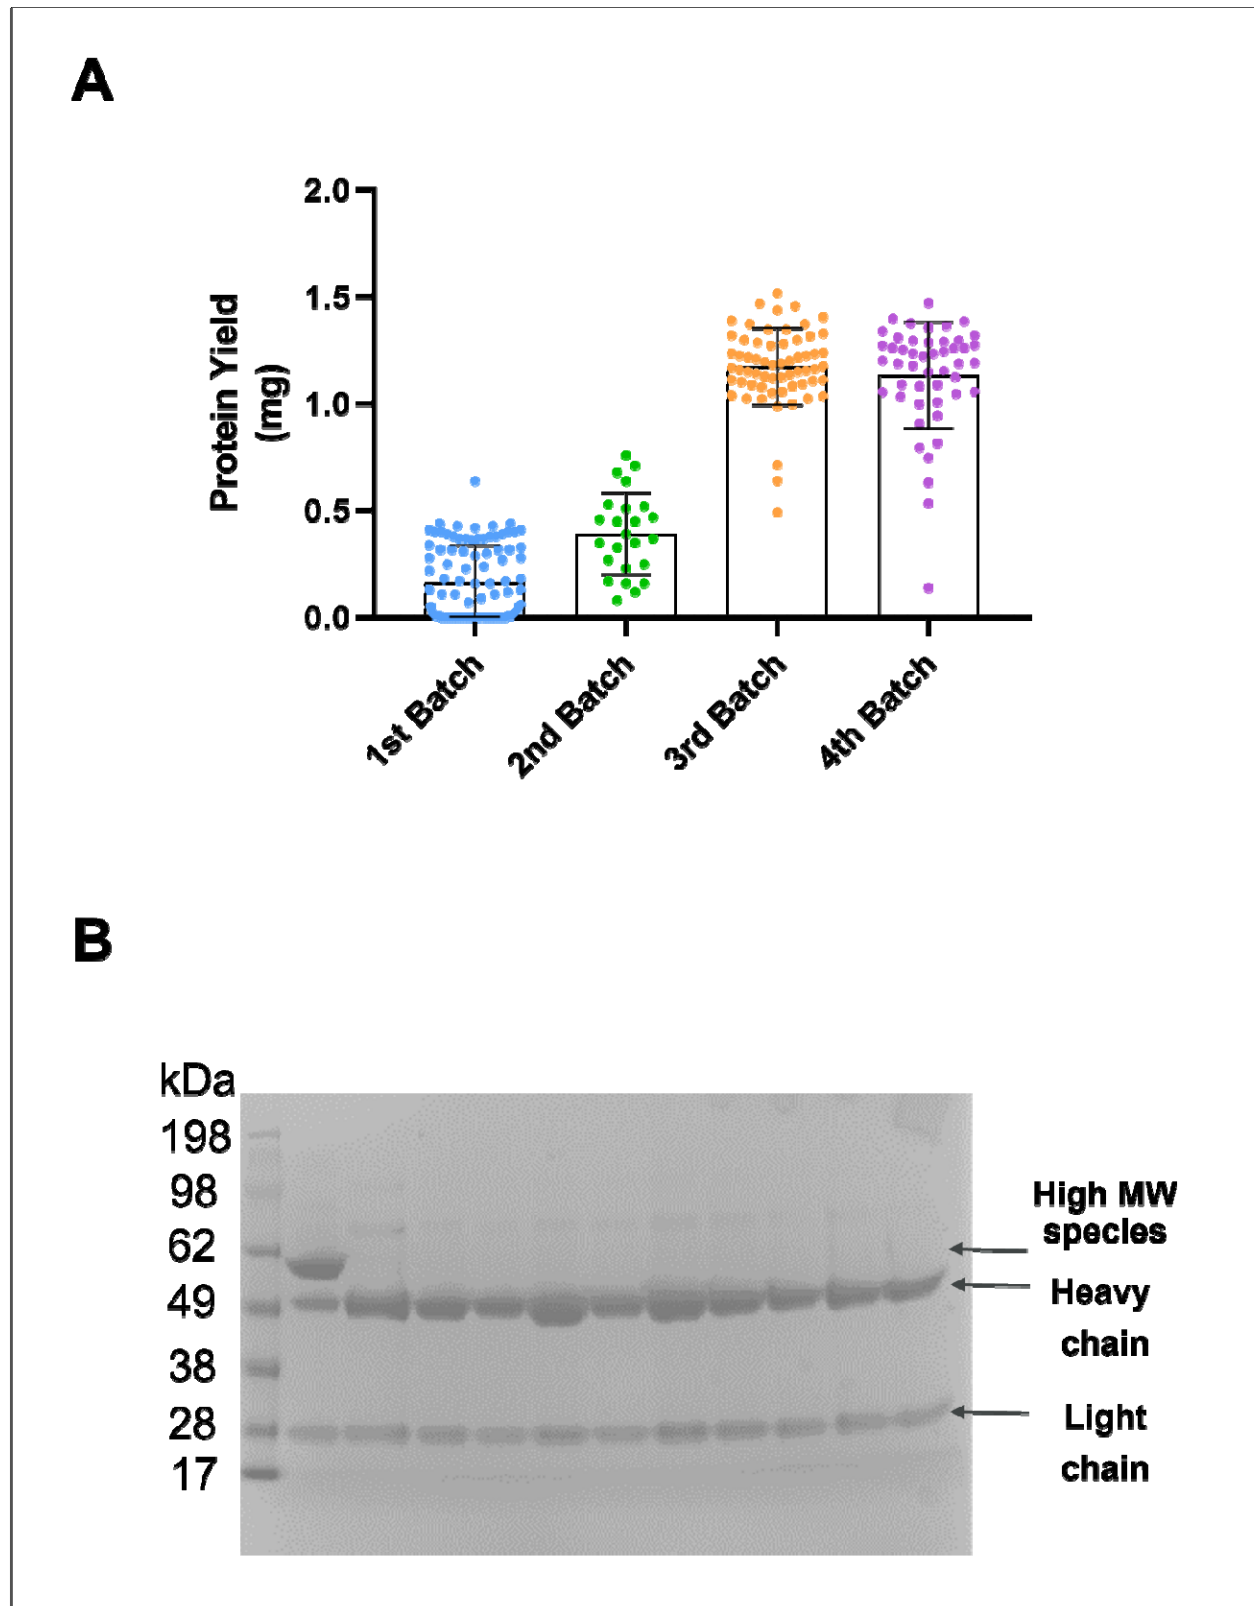 A
2.0
1.5
1.0
0.5
0.0
Protein Yield
(mg)
1st Batch
2nd Batch
3rd Batch
4th Batch
B
kDa
198
98
62
49
38
28
17
High MW
specles
Heavy
chain
Light
chain